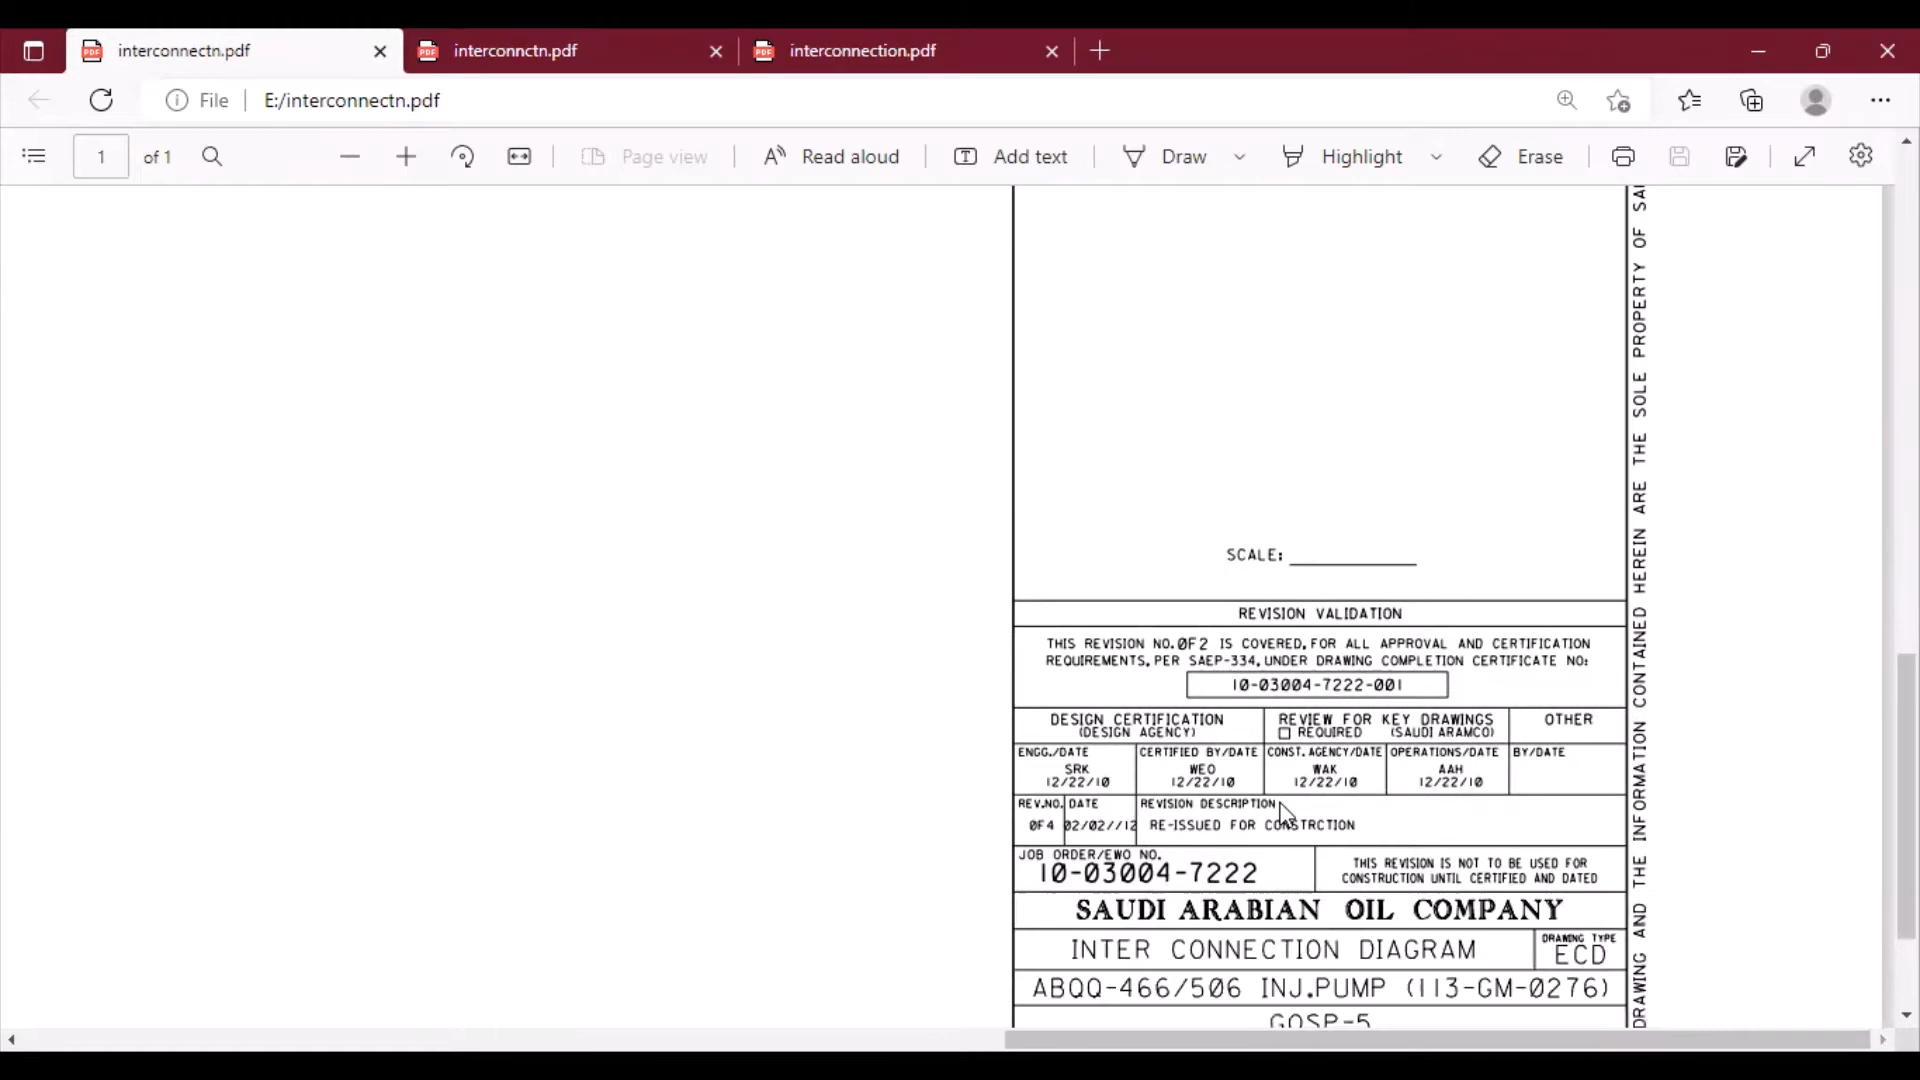 interconnectn.pdf
interconnctn.pdf
interconnection.pdf
File
E:/interconnectn.pdf
1
of 1
Page view
Read aloud
Add text
Draw
Highlight
Erase
SCALE:
REVISION VALIDATION
THIS REVISION NO.0F2 IS COVERED, FOR ALL APPROVAL AND CERTIFICATION
REQUIREMENTS, PER SAEP-334, UNDER DRAWING COMPLETION CERTIFICATE NO:
10-03004-7222-001
DESIGN CERTIFICATION
(DESIGN AGENCY)
REVIEW FOR KEY DRAWINGS
REQUIRED (SAUDI ARAMCO)
OTHER
ENGG./DATE
SRK
12/22/10
CERTIFIED BY/DATE
WEO
12/22/10
CONST. AGENCY/DATE
WAK
12/22/10
OPERATIONS/DATE
AAH
12/22/10
BY/DATE
REV.NO.
0F4
DATE
02/02//12
REVISION DESCRIPTION
RE-ISSUED FOR CONSTRCTION
JOB ORDER/EWO NO.
10-03004-7222
THIS REVISION IS NOT TO BE USED FOR
CONSTRUCTION UNTIL CERTIFIED AND DATED
SAUDI ARABIAN OIL COMPANY
INTER CONNECTION DIAGRAM
DRAWING TYPE
ECD
ABQQ-466/506 INJ.PUMP (113-GM-0276)
GOSP-5
DRAWING AND THE INFORMATION CONTAINED HEREIN ARE THE SOLE PROPERTY OF SA